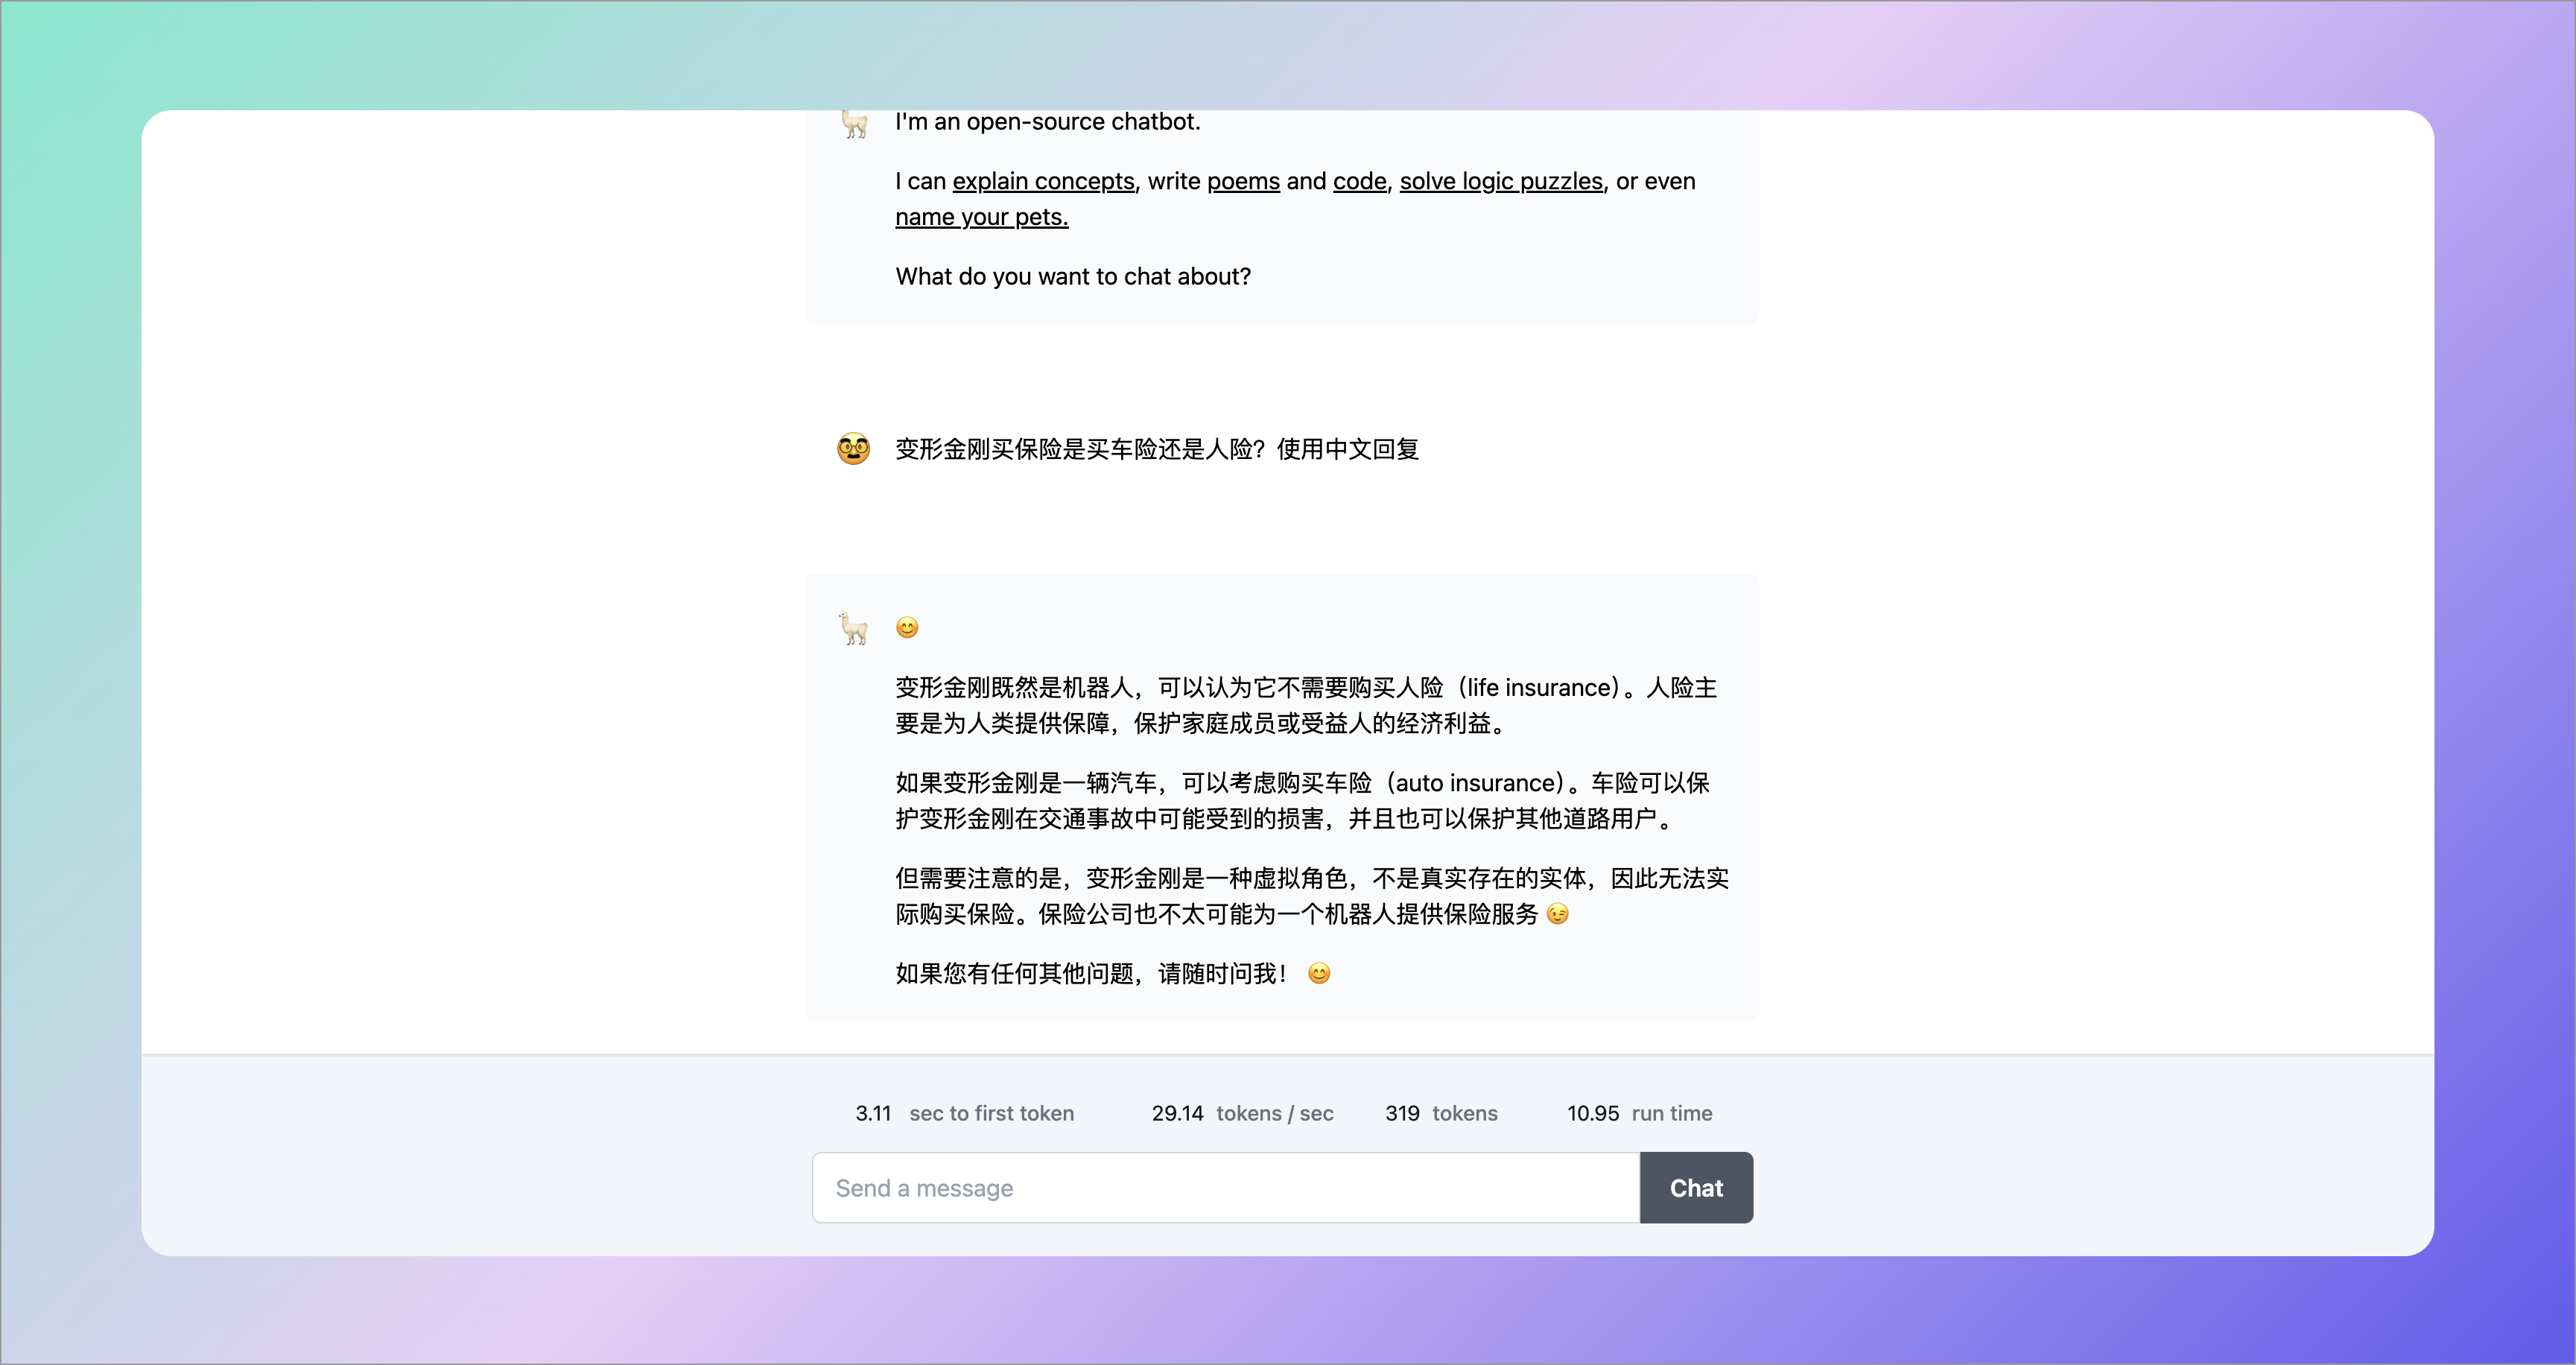 I'm an open-source chatbot.
I can explain concepts, write poems and code, solve logic puzzles, or even
name your pets.
What do you want to chat about?
变形金刚买保险是买车险还是人险？使用中文回复
😊
变形金刚既然是机器人，可以认为它不需要购买人险（life insurance）。人险主
要是为人类提供保障，保护家庭成员或受益人的经济利益。
如果变形金刚是一辆汽车，可以考虑购买车险（auto insurance）。车险可以保
护变形金刚在交通事故中可能受到的损害，并且也可以保护其他道路用户。
但需要注意的是，变形金刚是一种虚拟角色，不是真实存在的实体，因此无法实
际购买保险。保险公司也不太可能为一个机器人提供保险服务 😉
如果您有任何其他问题，请随时问我！ 😊
3.11 sec to first token 29.14 tokens / sec 319 tokens 10.95 run time
Send a message Chat